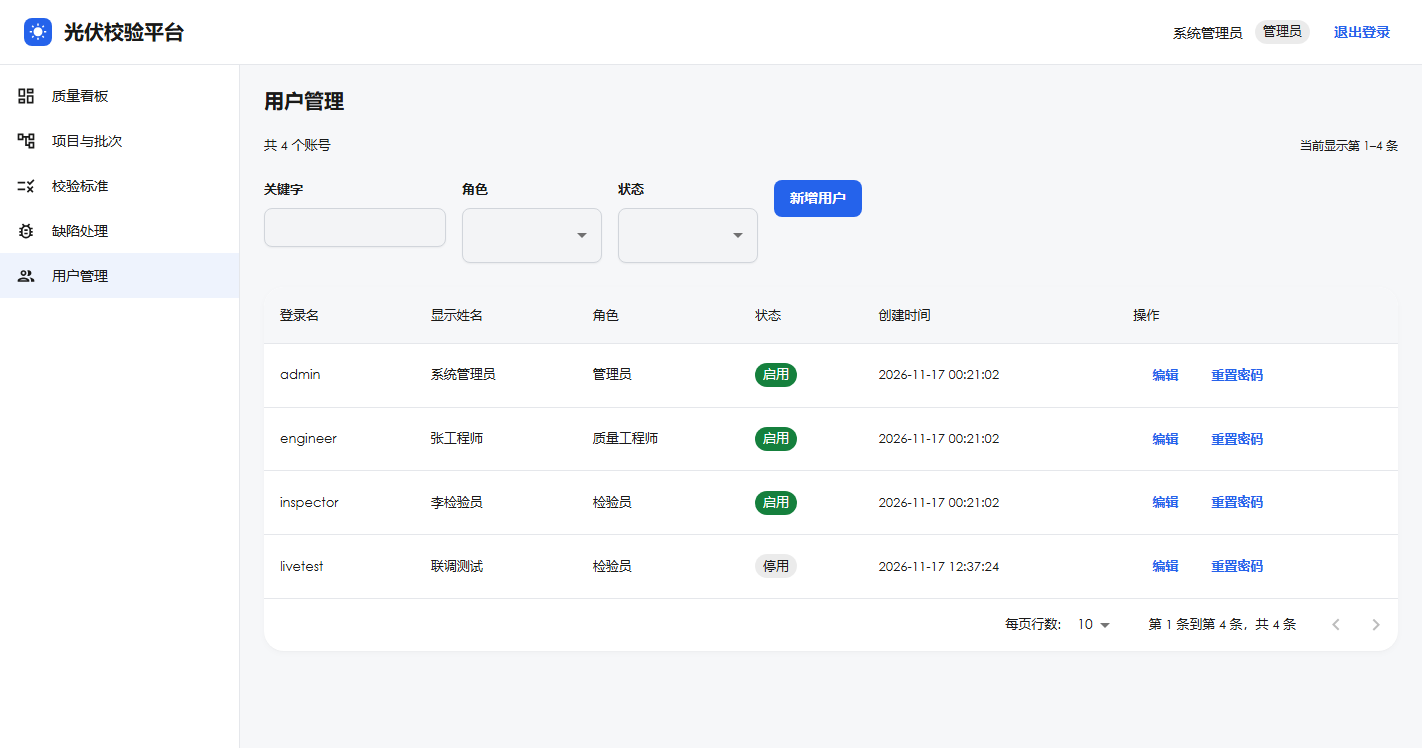 光伏校验平台
系统管理员 管理员 退出登录
质量看板
项目与批次
校验标准
缺陷处理
用户管理
用户管理
共 4 个账号 当前显示第 1–4 条
关键字 角色 状态 新增用户
登录名 显示姓名 角色 状态 创建时间 操作
admin 系统管理员 管理员 启用 2026-11-17 00:21:02 编辑 重置密码
engineer 张工程师 质量工程师 启用 2026-11-17 00:21:02 编辑 重置密码
inspector 李检验员 检验员 启用 2026-11-17 00:21:02 编辑 重置密码
livetest 联调测试 检验员 停用 2026-11-17 12:37:24 编辑 重置密码
每页行数: 10 第 1 条到第 4 条，共 4 条